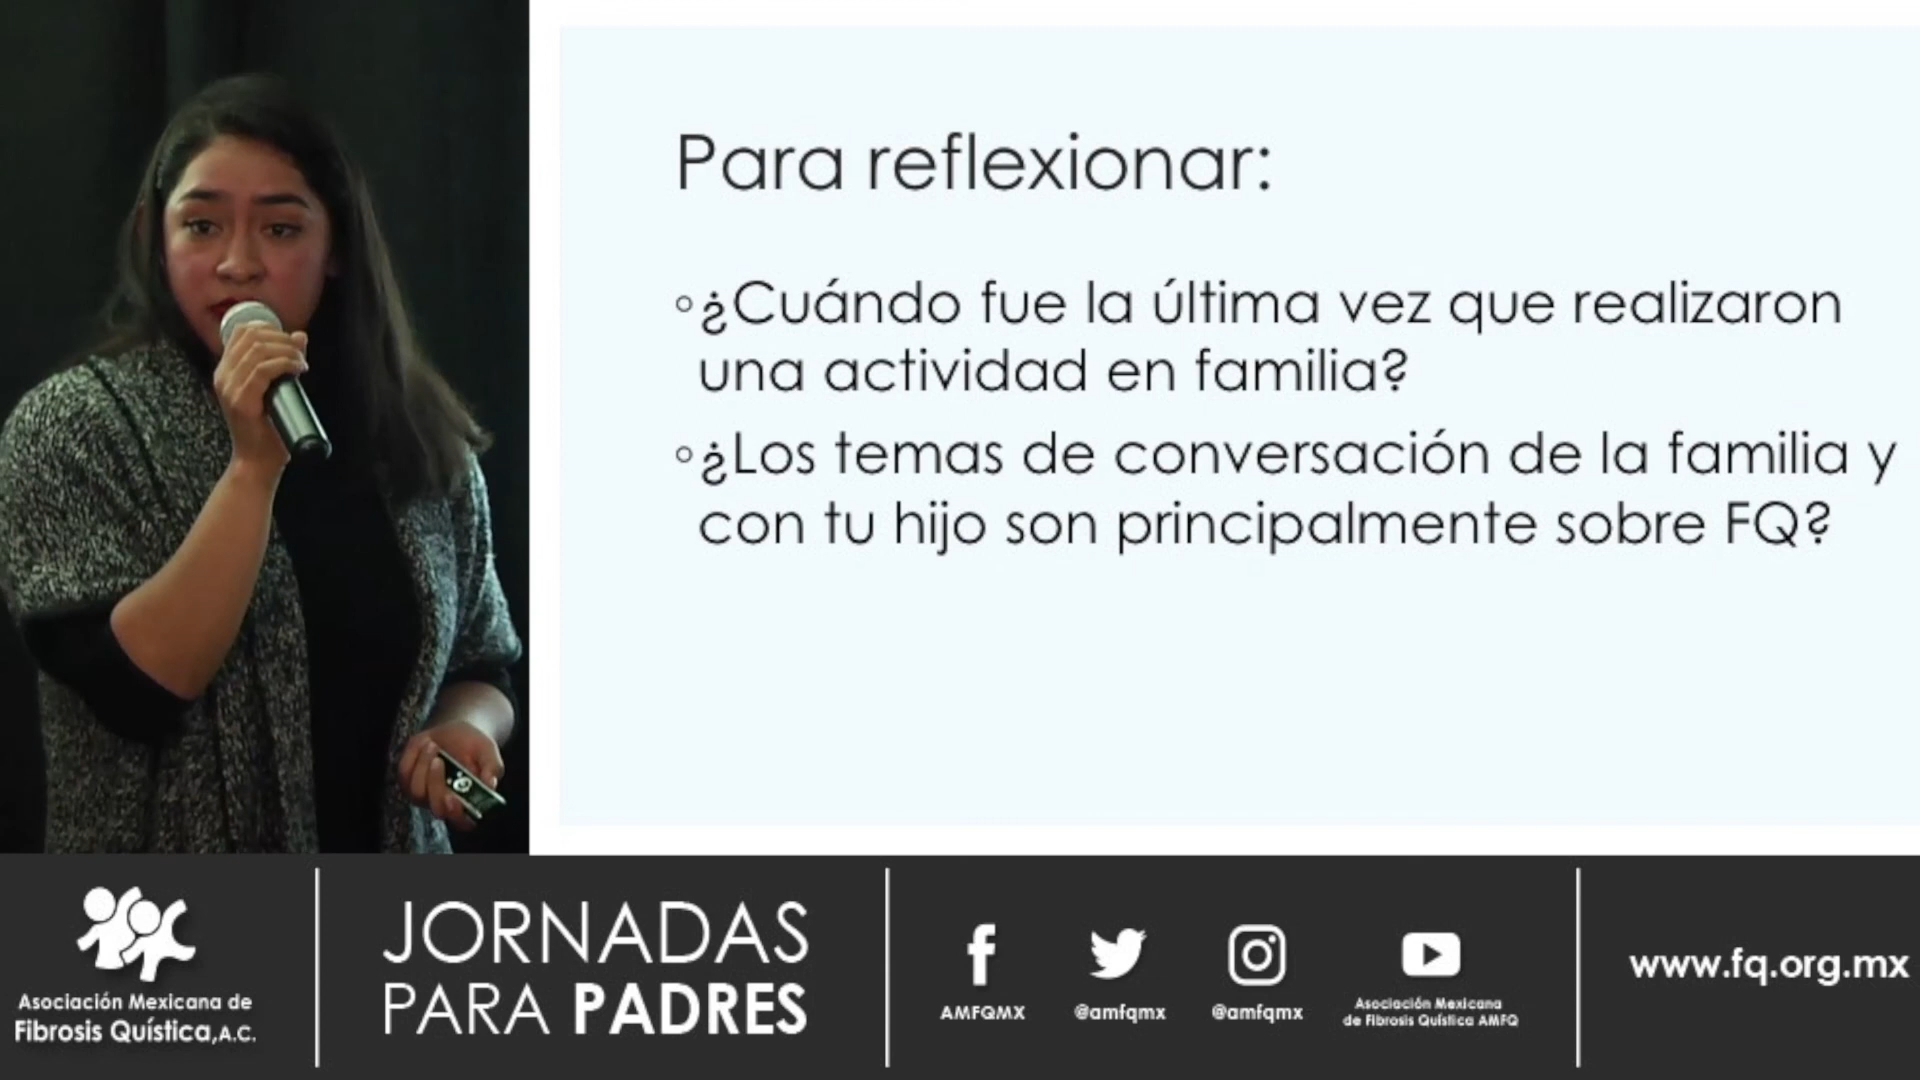 Para reflexionar:
◦¿Cuándo fue la última vez que realizaron
una actividad en familia?
◦¿Los temas de conversación de la familia y
con tu hijo son principalmente sobre FQ?
Asociación Mexicana de
Fibrosis Quística,A.C.
JORNADAS
PARA PADRES
AMFQMX
@amfqmx
@amfqmx
Asociación Mexicana
de Fibrosis Quística AMFQ
www.fq.org.mx